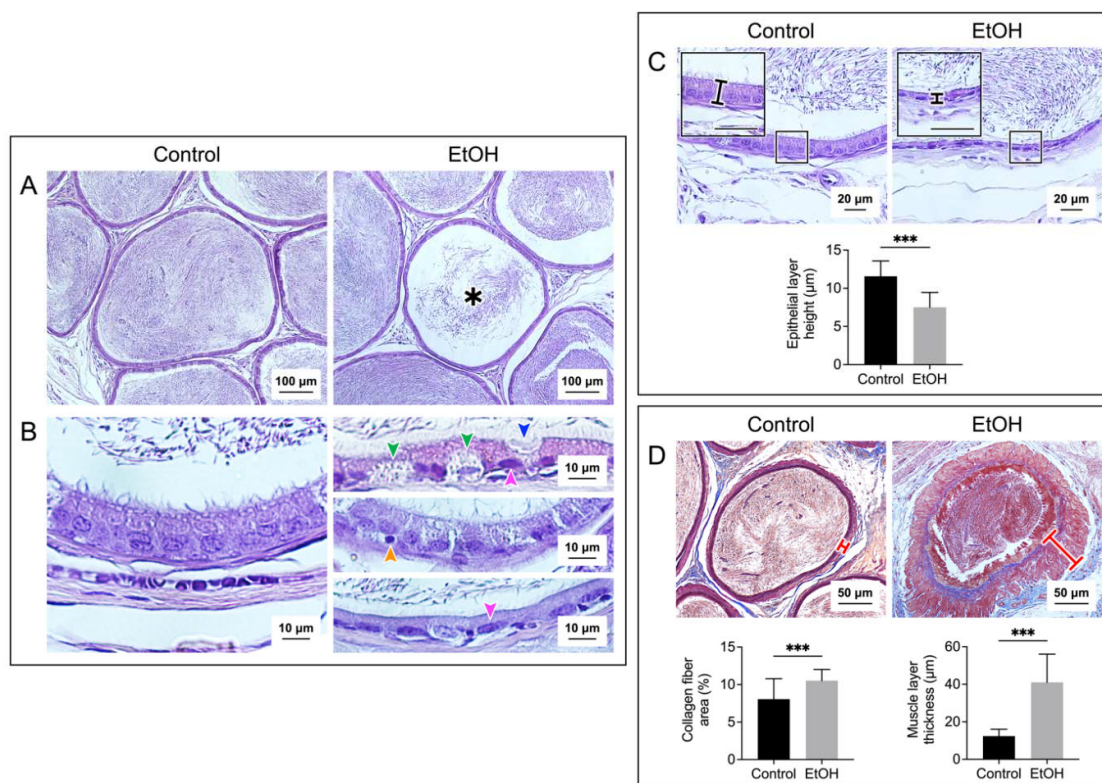 Control EtOH
A
*
100 µm 100 µm
B
10 µm
10 µm
10 µm
10 µm
Control EtOH
C
20 µm 20 µm
***
Epithelial layer
height (µm)
15
10
5
0
Control EtOH
Control EtOH
D
50 µm 50 µm
***
Collagen fiber
area (%)
15
10
5
0
Control EtOH
***
Muscle layer
thickness (µm)
60
40
20
0
Control EtOH